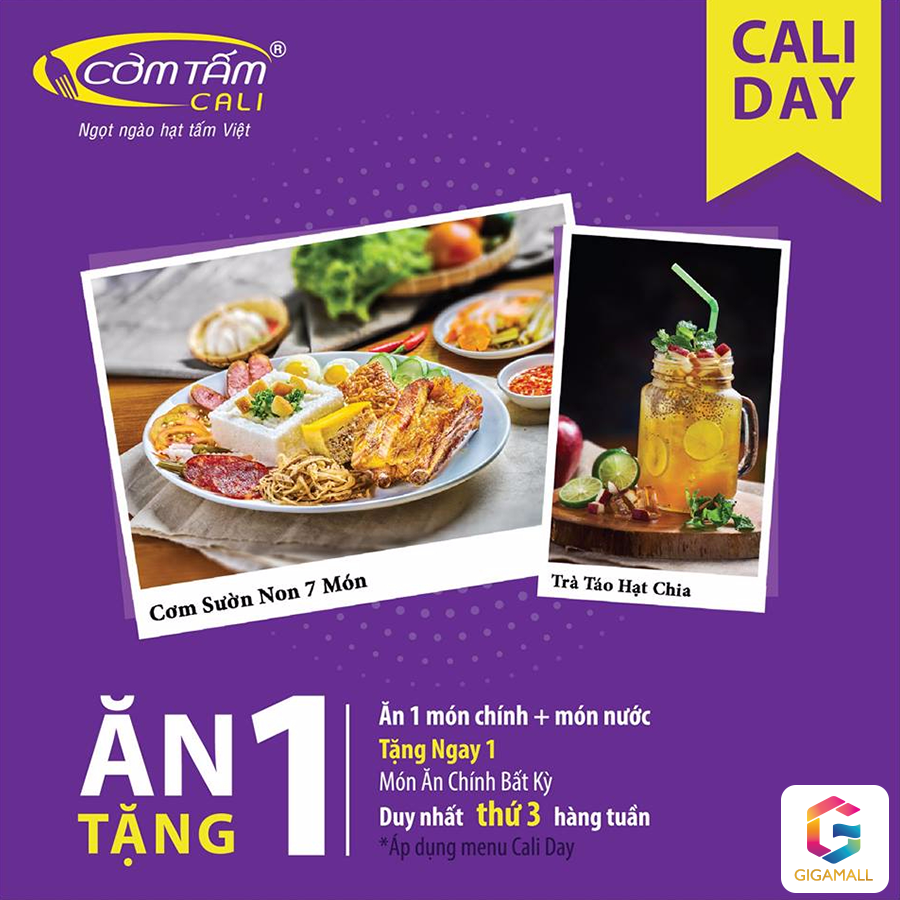 CƠM TẤM®
CALI
Ngọt ngào hạt tấm Việt
CALI
DAY
Cơm Sườn Non 7 Món
Trà Táo Hạt Chia
ĂN 1
TẶNG
Ăn 1 món chính + món nước
Tặng Ngay 1
Món Ăn Chính Bất Kỳ
Duy nhất thứ 3 hàng tuần
*Áp dụng menu Cali Day
GIGAMALL